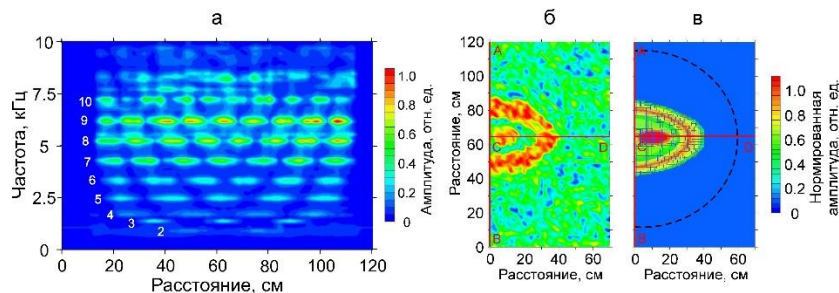 а
б
в
10
7.5
5
2.5
0
Частота, кГц
10
9
8
7
6
5
4
3
2
0 20 40 60 80 100 120
Расстояние, см
1.0
0.8
0.6
0.4
0.2
0
Амплитуда, отн. ед.
120
100
80
60
40
20
0
Расстояние, см
A
C
D
B
0 20 40 60
Расстояние, см
C
D
B
0 20 40 60
Расстояние, см
1.0
0.8
0.6
0.4
0.2
0
Нормированная
амплитуда, отн. ед.